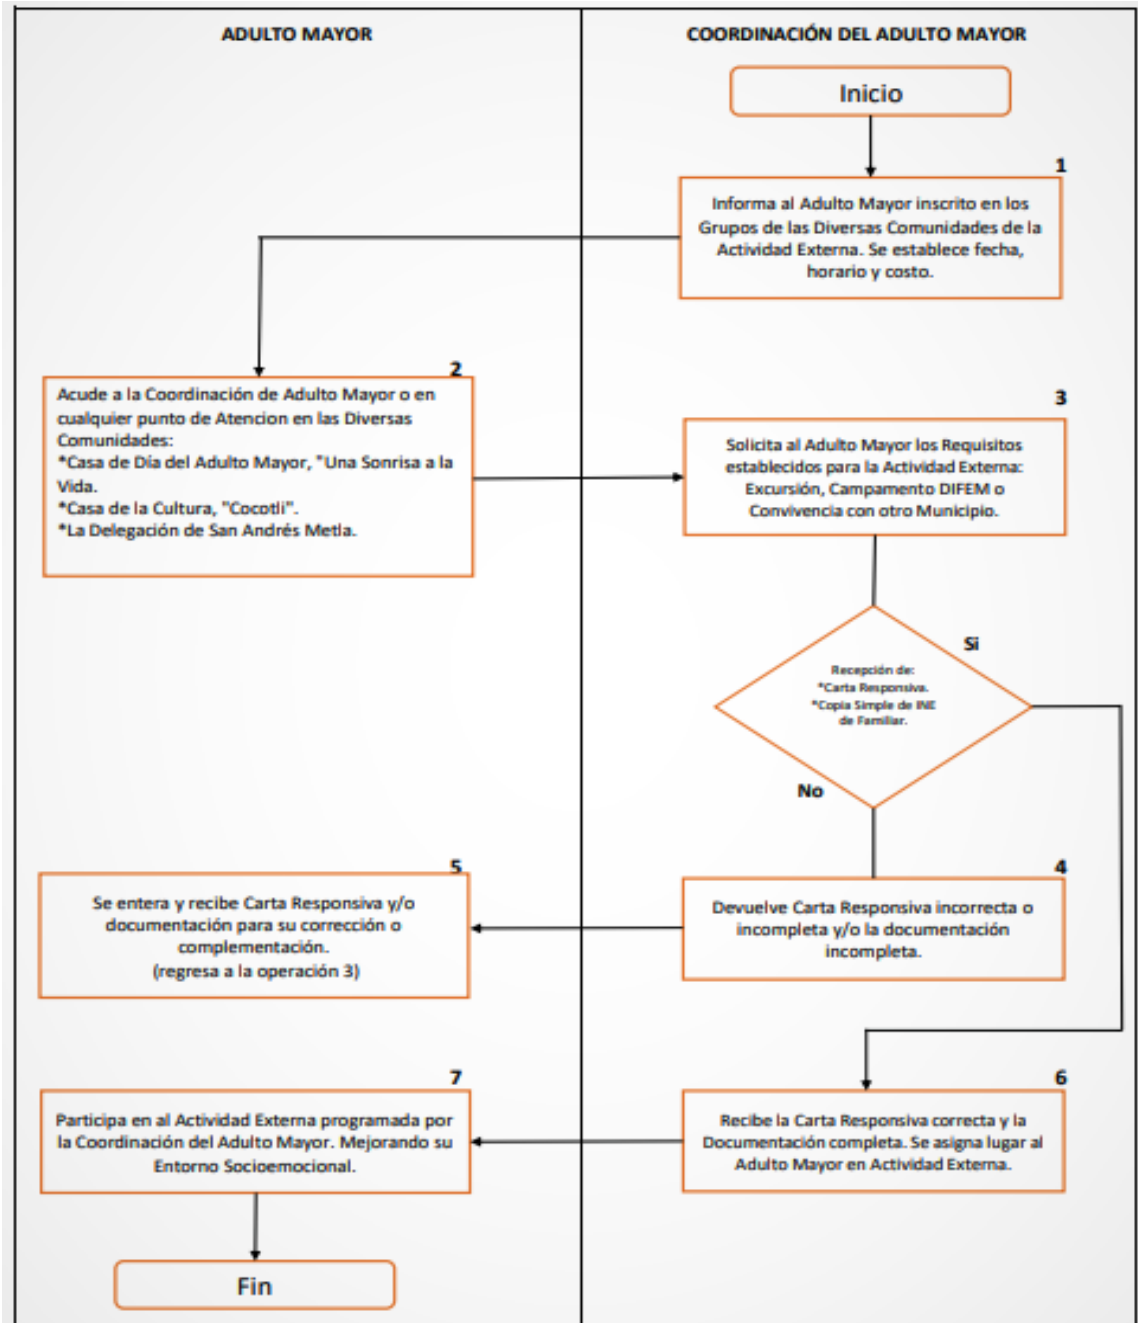 ADULTO MAYOR
COORDINACIÓN DEL ADULTO MAYOR
Inicio
1
Informa al Adulto Mayor inscrito en los
Grupos de las Diversas Comunidades de la
Actividad Externa. Se establece fecha,
horario y costo.
2
Acude a la Coordinación de Adulto Mayor o en
cualquier punto de Atencion en las Diversas
Comunidades:
*Casa de Día del Adulto Mayor, "Una Sonrisa a la
Vida.
*Casa de la Cultura, "Cocotli".
*La Delegación de San Andrés Metla.
3
Solicita al Adulto Mayor los Requisitos
establecidos para la Actividad Externa:
Excursión, Campamento DIFEM o
Convivencia con otro Municipio.
Recepción de:
*Carta Responsiva.
*Copia Simple de INE
de Familiar.
Si
No
4
Devuelve Carta Responsiva incorrecta o
incompleta y/o la documentación
incompleta.
5
Se entera y recibe Carta Responsiva y/o
documentación para su corrección o
complementación.
(regresa a la operación 3)
6
Recibe la Carta Responsiva correcta y la
Documentación completa. Se asigna lugar al
Adulto Mayor en Actividad Externa.
7
Participa en al Actividad Externa programada por
la Coordinación del Adulto Mayor. Mejorando su
Entorno Socioemocional.
Fin